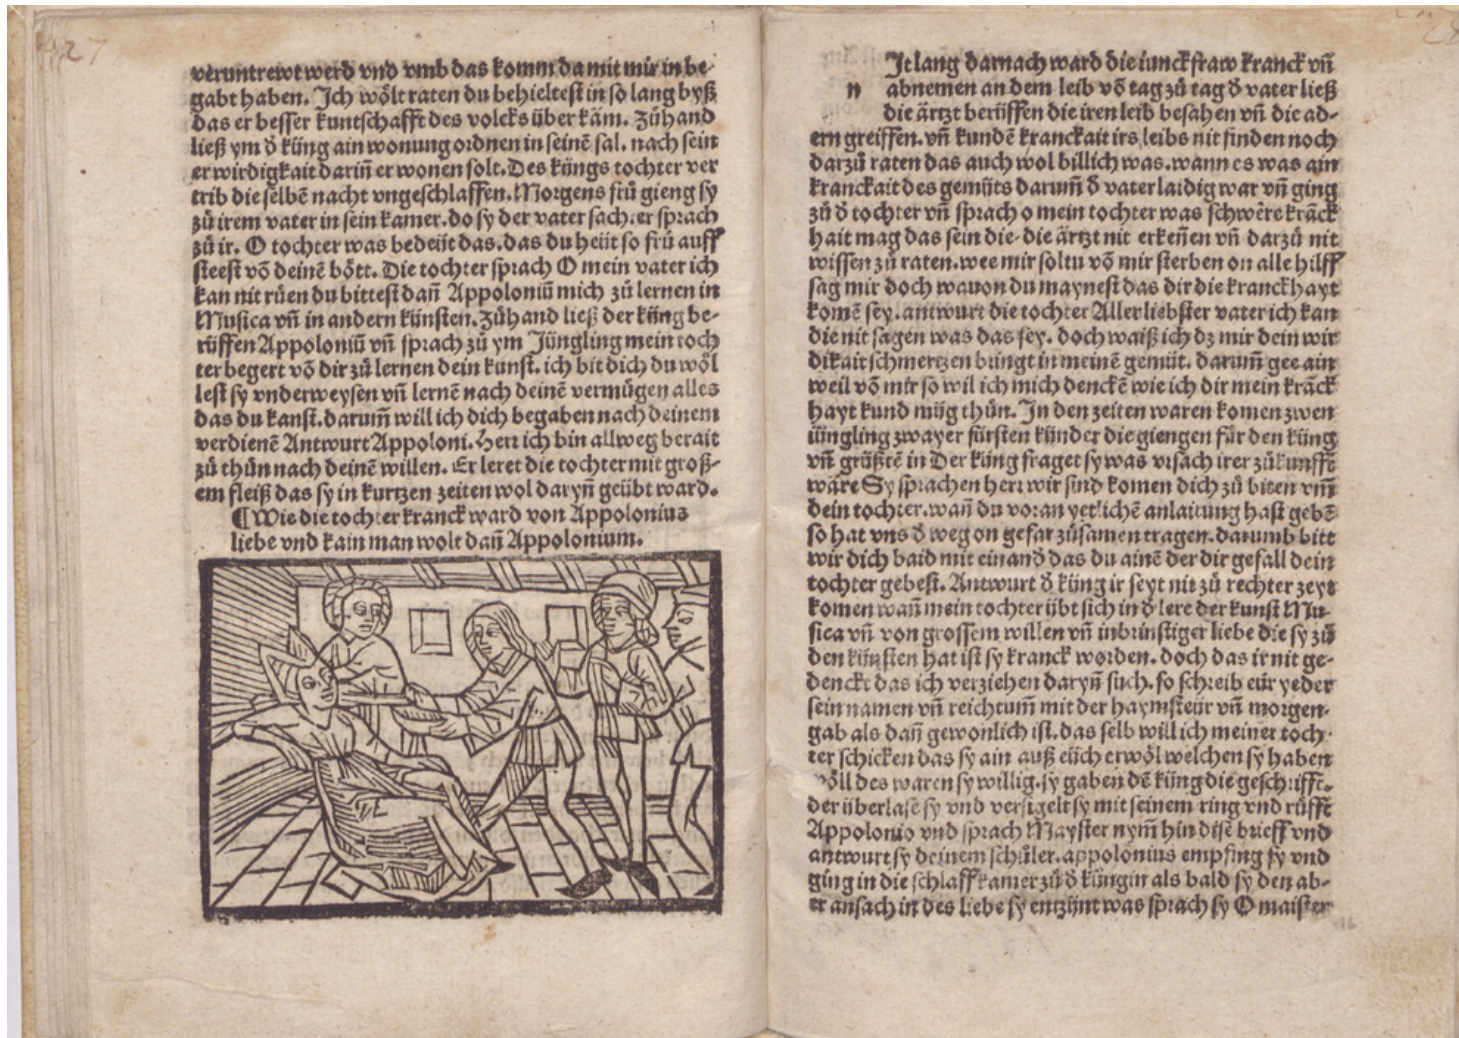 27
veruntrewt werd vnd vmb das komm da mit mir in be-
gabt haben. Ich wölt raten du behieltest in so lang byß
das er besser kuntschafft des volcks über käm. Zůhand
ließ ym d̄ küng ain wonung ordnen in seinē sal. nach sein
er wirdigkait dariñ er wonen solt. Des küngs tochter ver
trib die selbē nacht vngeschlaffen. Morgens frů gieng sy
zů irem vater in sein kamer. do sy der vater sach. er sprach
zů ir. O tochter was bedeüt das. das du heüt so frů auff
steest vō deinē bött. Die tochter sprach O mein vater ich
kan nit růen du bittest dañ Appoloniū mich zů lernen in
Musica vñ in andern künsten. Zůhand ließ der küng be-
rüffen Appoloniū vñ sprach zů ym Jüngling mein toch
ter begert vō dir zů lernen dein kunst. ich bit dich du wöl
lest sy vnderweysen vñ lernē nach deinē vermügen alles
das du kanst. darum̄ will ich dich begaben nach deinem
verdienē Antwurt Appoloni. Herr ich bin allweg berait
zů thůn nach deinē willen. Er leret die tochter mit groß-
em fleiß das sy in kurtzen zeiten wol daryñ geübt ward.
¶ Wie die tochter kranck ward von Appolonius
liebe vnd kain man wolt dañ Appolonium.
Jt lang darnach ward die iunckfraw kranck vñ
n abnemen an dem leib vō tag zů tag d̄ vater ließ
die ärtzt berüffen die iren leib besahen vñ die ad-
ern greiffen. vñ kundē kranckait irs leibs nit finden noch
darzů raten das auch wol billich was. wann es was ain
kranckait des gemüts darum̄ d̄ vater laidig war vñ ging
zů d̄ tochter vñ sprach o mein tochter was schwēre krāck
hait mag das sein die die ärtzt nit erkeñen vñ darzů nit
wissen zů raten. wee mir soltu vō mir sterben on alle hilff
sag mir doch wauon du maynest das dir die kranckhayt
komē sey. antwurt die tochter Aller liebster vater ich kan
die nit sagen was das sey. doch waiß ich dz mir dein wir
dikait schmertzen bringt in meinē gemüt. darum̄ gee ain
weil vō mir so wil ich mich denckē wie ich dir mein krāck
hayt kund müg thůn. In den zeiten waren komen zwen
iüngling zwayer fürsten künder die giengen für den küng
vñ grüßtē in Der küng fraget sy was vrsach irer zůkunfft
wäre Sy sprachen herr wir sind komen dich zů biten vm̄
dein tochter. wañ du voran yetlichē anlaitung hast gebē
so hat vns d̄ weg on gefar zůsamen tragen. darumb bitt
wir dich baid mit einand̄ das du ainē der dir gefall dein
tochter gebest. Antwurt d̄ küng ir seyt nit zů rechter zeyt
komen wañ mein tochter übt sich in d̄ lere der kunst Mu-
sica vñ von grossem willen vñ inbrinstiger liebe die sy zů
den künsten hat ist sy kranck worden. doch das ir nit ge-
denckt das ich verziehen daryñ such. so schreib eür yeder
sein namen vñ reichtum̄ mit der haymsteür vñ morgen-
gab als dañ gewonlich ist. das selb will ich meiner toch-
ter schicken das sy ain auß eüch erwöl welchen sy haben
wöll des waren sy willig. sy gaben dē küng die geschrifft.
der überlase sy vnd versigelt sy mit seinem ring vnd rüfft
Appolonio vnd sprach Mayster nym̄ hin disē brieff vnd
antwurt sy deinem schůler. appolonius empfing sy vnd
ging in die schlaffkamer zů d̄ küngin als bald sy den ab-
er ansach in des liebe sy entzünt was sprach sy O maister